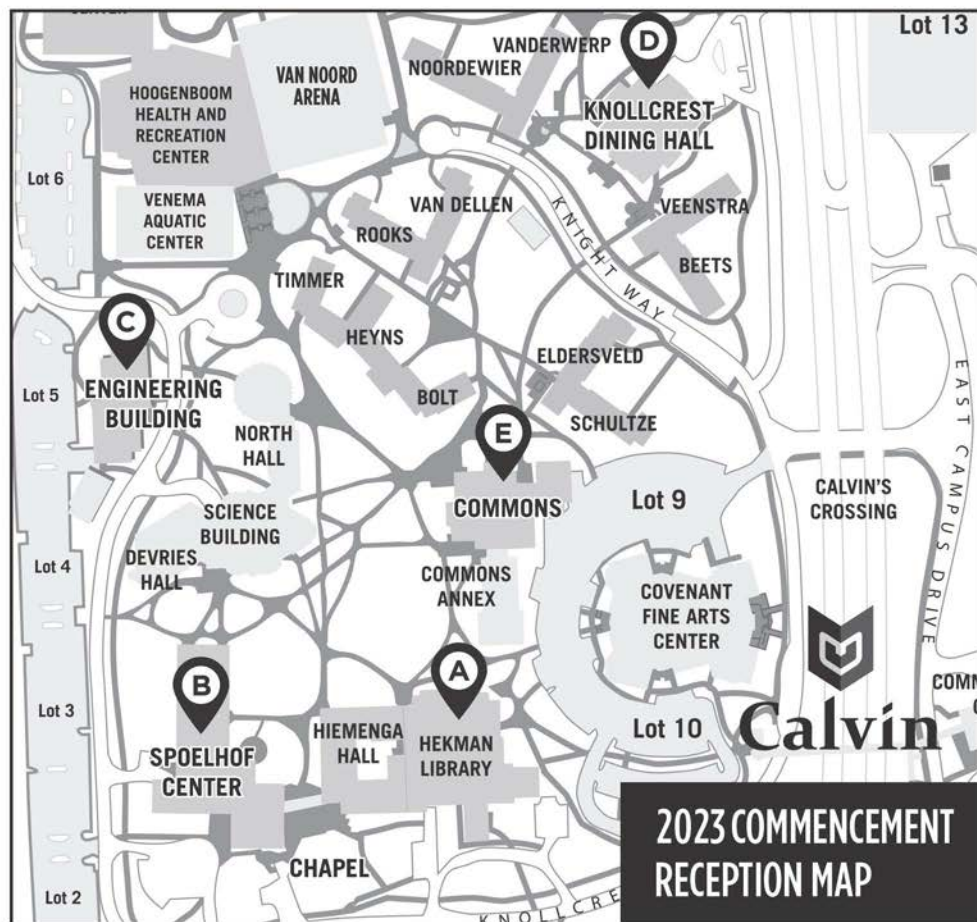 Lot 13
D
VANDERWERP
NOORDEWIER
VAN NOORD
ARENA
KNOLLCREST
DINING HALL
HOOGENBOOM
HEALTH AND
RECREATION
CENTER
Lot 6
VENEMA
AQUATIC
CENTER
VAN DELLEN
ROOKS
VEENSTRA
BEETS
KNIGHT WAY
TIMMER
HEYNS
BOLT
ELDERSVELD
SCHULTZE
C
ENGINEERING
BUILDING
Lot 5
NORTH
HALL
E
COMMONS
Lot 9
CALVIN'S
CROSSING
EAST CAMPUS DRIVE
SCIENCE
BUILDING
DEVRIES
HALL
Lot 4
COMMONS
ANNEX
COVENANT
FINE ARTS
CENTER
B
SPOELHOF
CENTER
A
HIEMENGA
HALL
HEKMAN
LIBRARY
Lot 3
Lot 10
Calvin
CHAPEL
Lot 2
2023 COMMENCEMENT
RECEPTION MAP